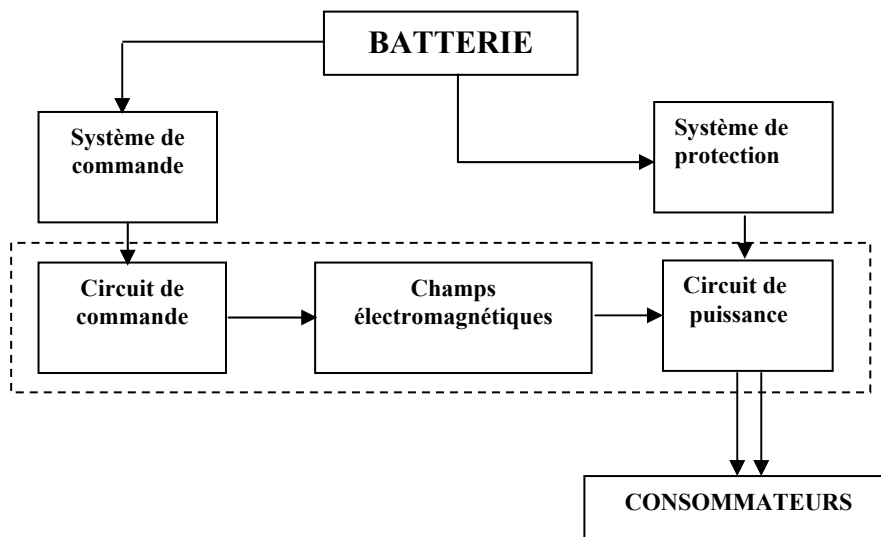 BATTERIE
Système de
commande
Système de
protection
Circuit de
commande
Champs
électromagnétiques
Circuit de
puissance
CONSOMMATEURS